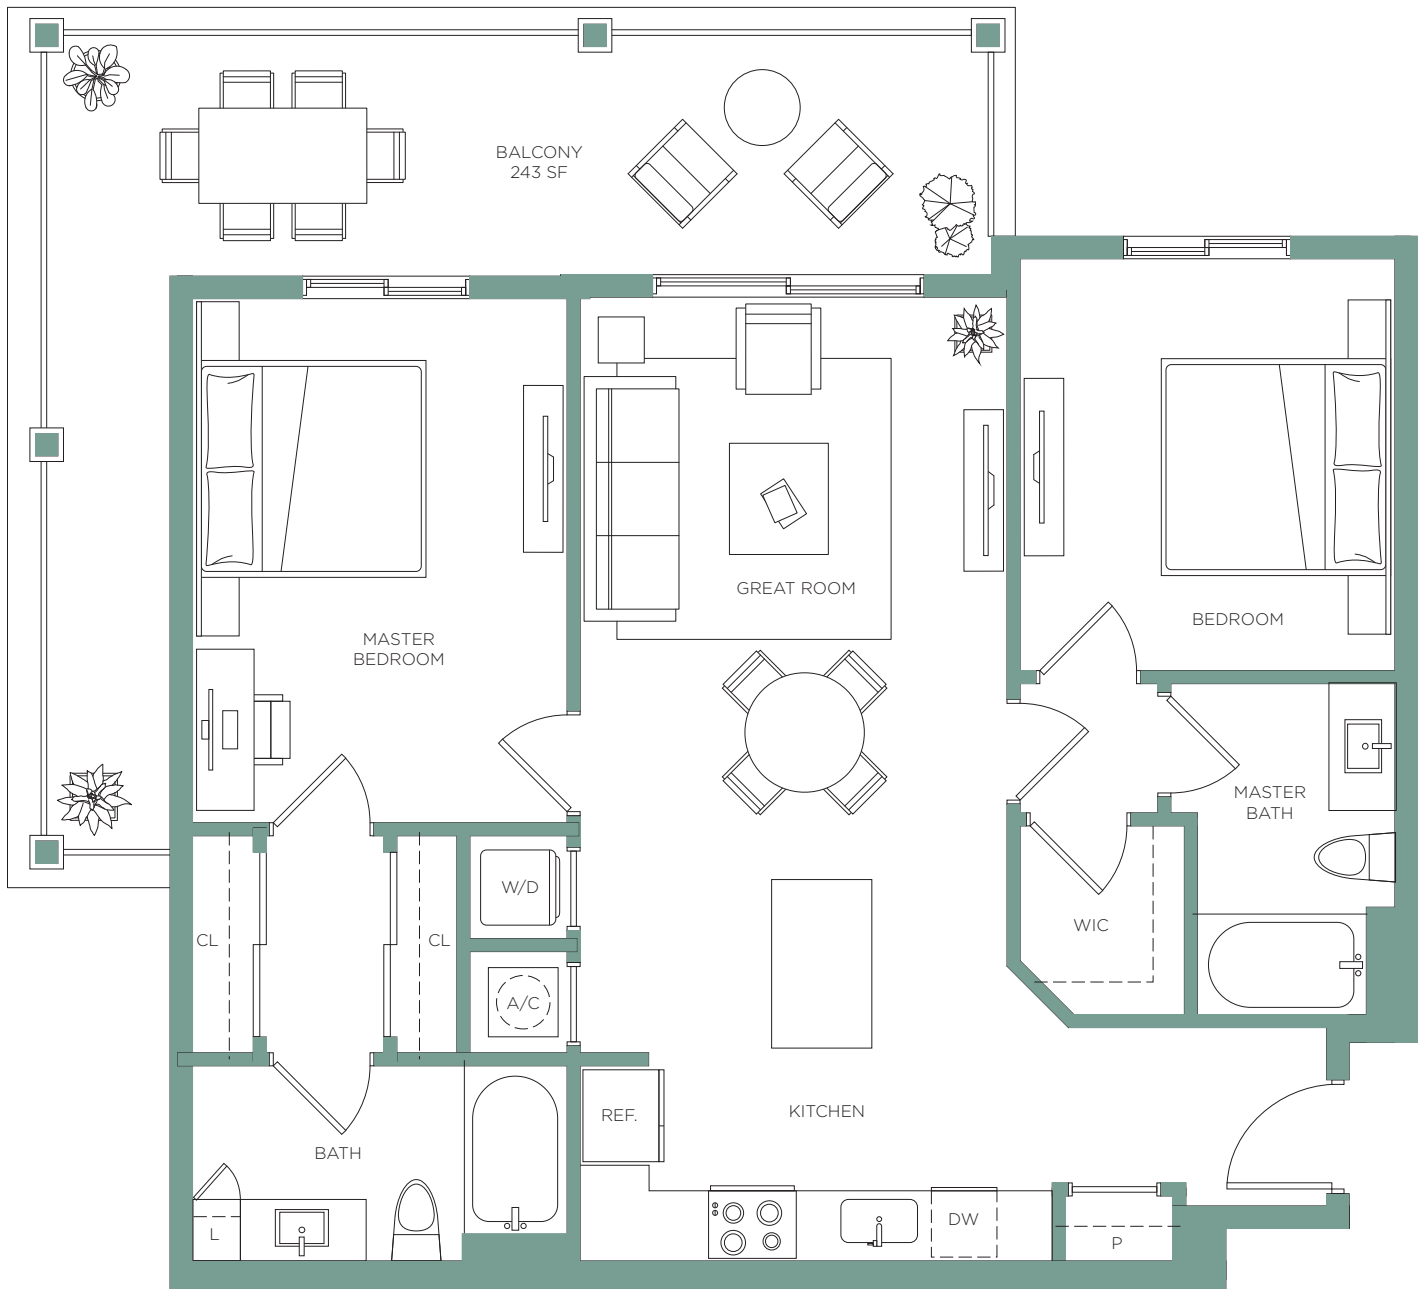 BALCONY
243 SF
GREAT ROOM
BEDROOM
MASTER
BEDROOM
MASTER
BATH
W/D
WIC
CL
CL
A/C
REF.
KITCHEN
BATH
DW
L
P